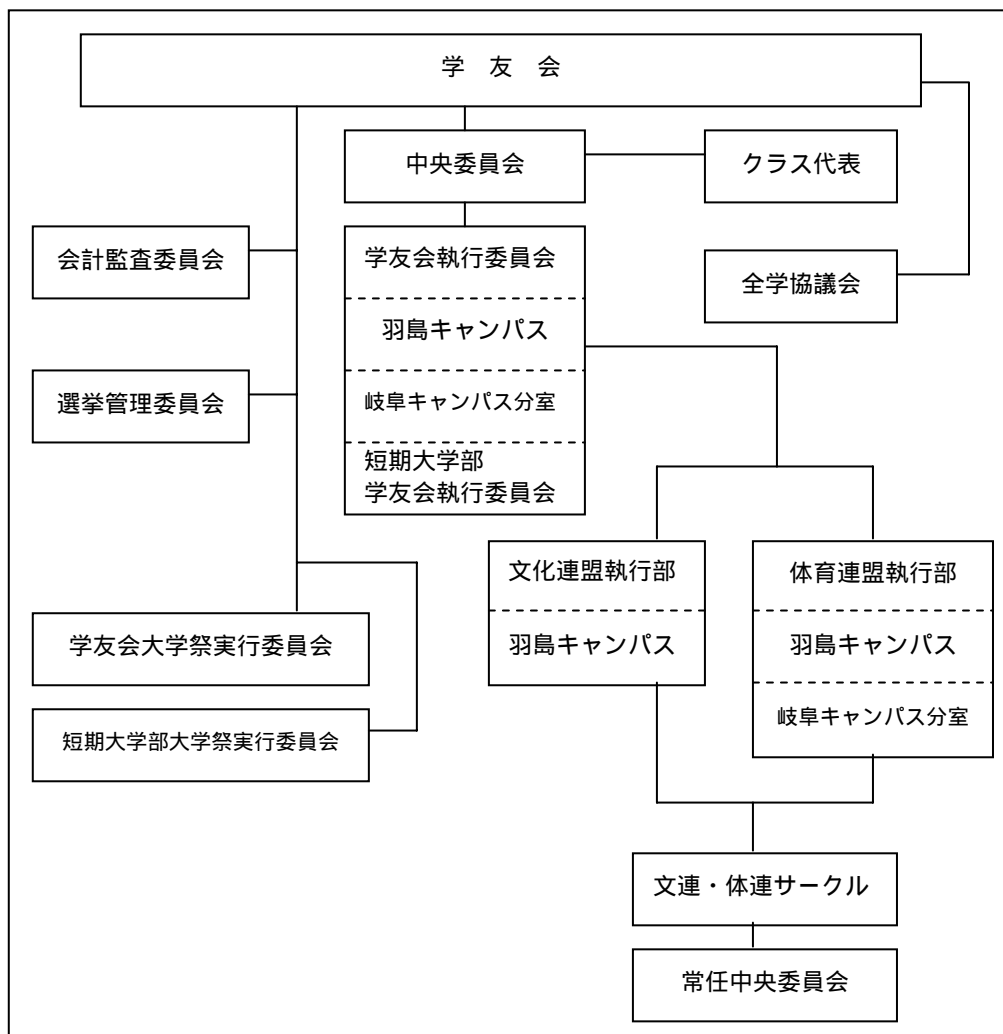 学 友 会
中央委員会
クラス代表
会計監査委員会
学友会執行委員会
全学協議会
羽島キャンパス
選挙管理委員会
岐阜キャンパス分室
短期大学部
学友会執行委員会
文化連盟執行部
体育連盟執行部
羽島キャンパス
羽島キャンパス
学友会大学祭実行委員会
岐阜キャンパス分室
短期大学部大学祭実行委員会
文連・体連サークル
常任中央委員会